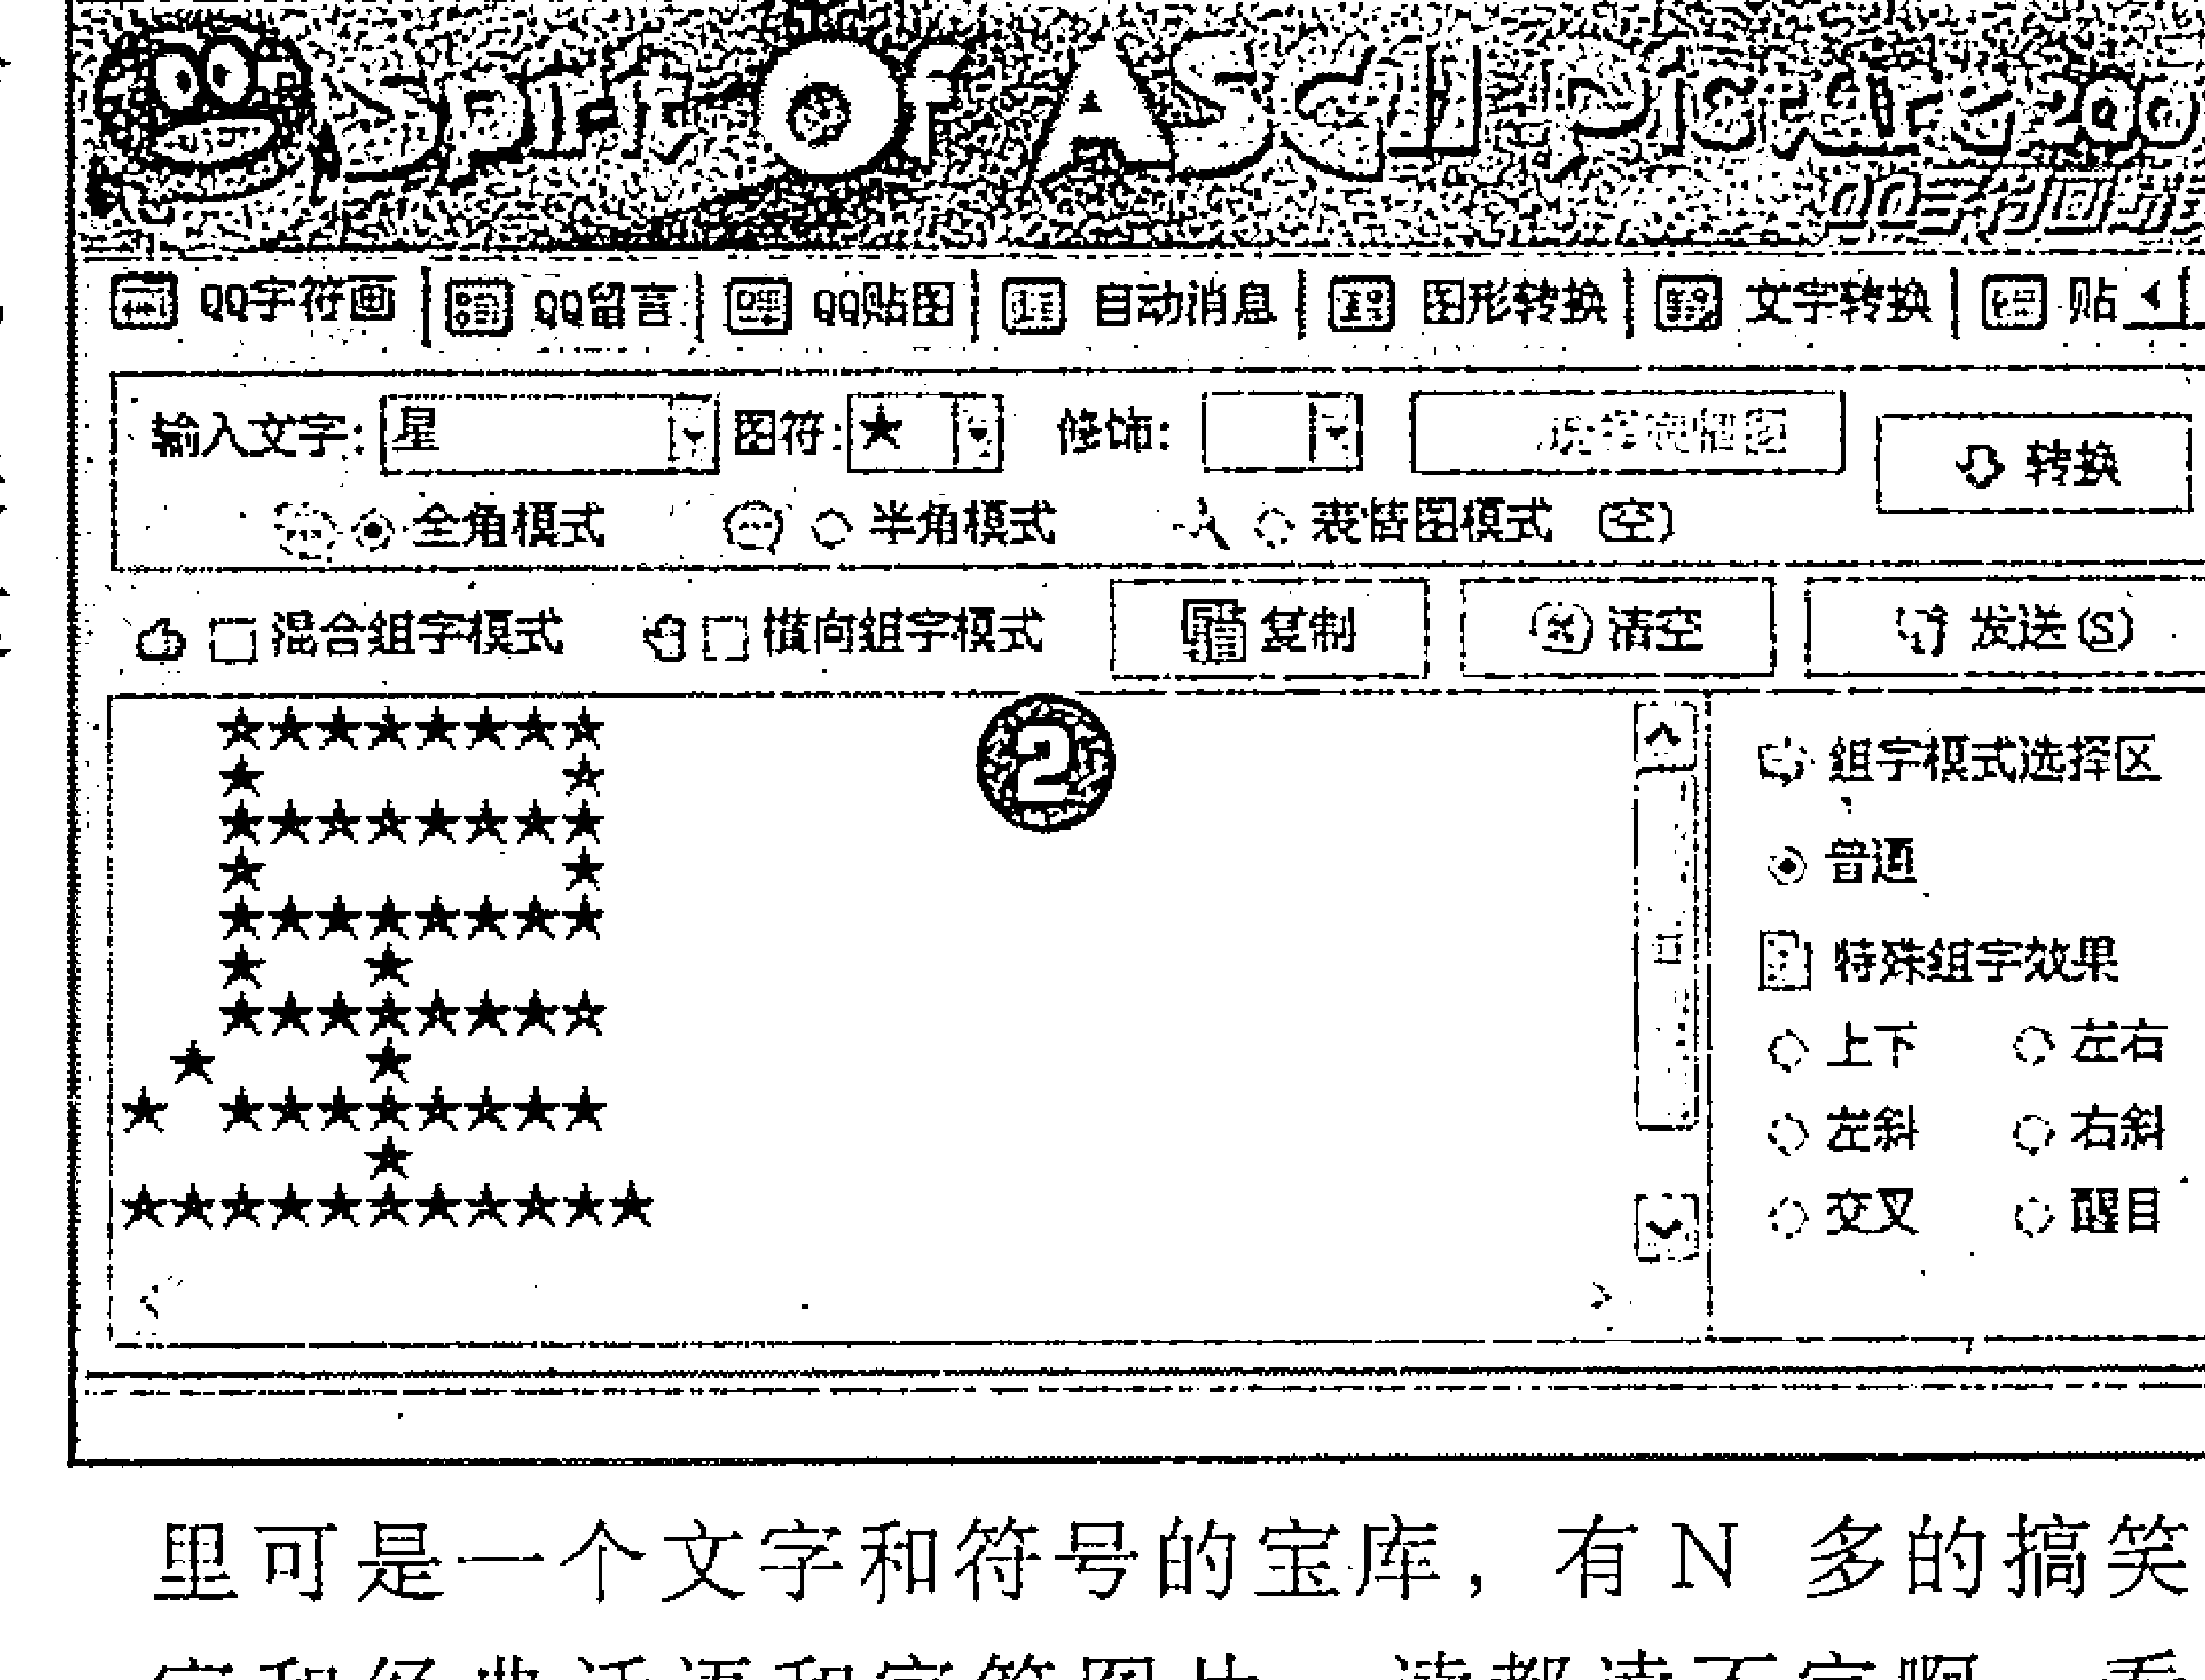 Spirit Of ASCII Picture 200
QQ字符画 QQ留言 QQ贴图 自动消息 图形转换 文字转换 贴
输入文字: 星 图符: ★ 修饰: 转换
全角模式 半角模式 表情图模式 (空)
混合组字模式 横向组字模式 复制 清空 发送(S)
★★★★★★★★
★　　　　　　★
★★★★★★★★
★　　　　　　★
★★★★★★★★
★　　★
★★★★★★★★
★　　　★
★　★★★★★★★★
★
★★★★★★★★★★★
2
组字模式选择区
普通
特殊组字效果
上下 左右
左斜 右斜
交叉 醒目
里可是一个文字和符号的宝库，有 N 多的搞笑